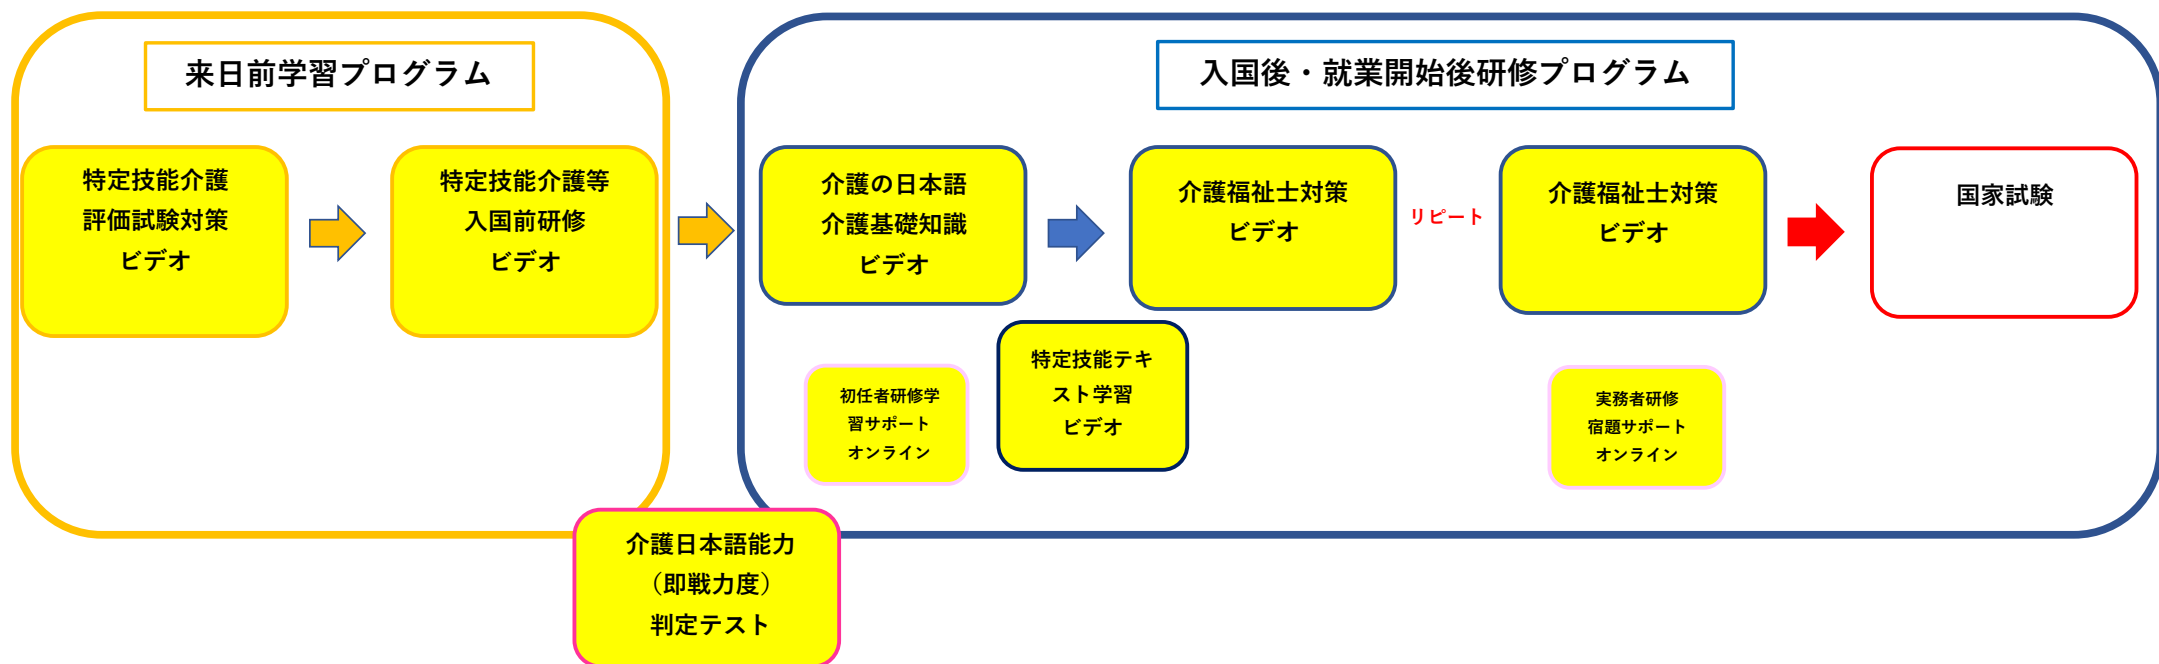 来日前学習プログラム
特定技能介護
評価試験対策
ビデオ
特定技能介護等
入国前研修
ビデオ
入国後・就業開始後研修プログラム
介護の日本語
介護基礎知識
ビデオ
介護福祉士対策
ビデオ
リピート
介護福祉士対策
ビデオ
国家試験
初任者研修学
習サポート
オンライン
特定技能テキ
スト学習
ビデオ
実務者研修
宿題サポート
オンライン
介護日本語能力
（即戦力度）
判定テスト